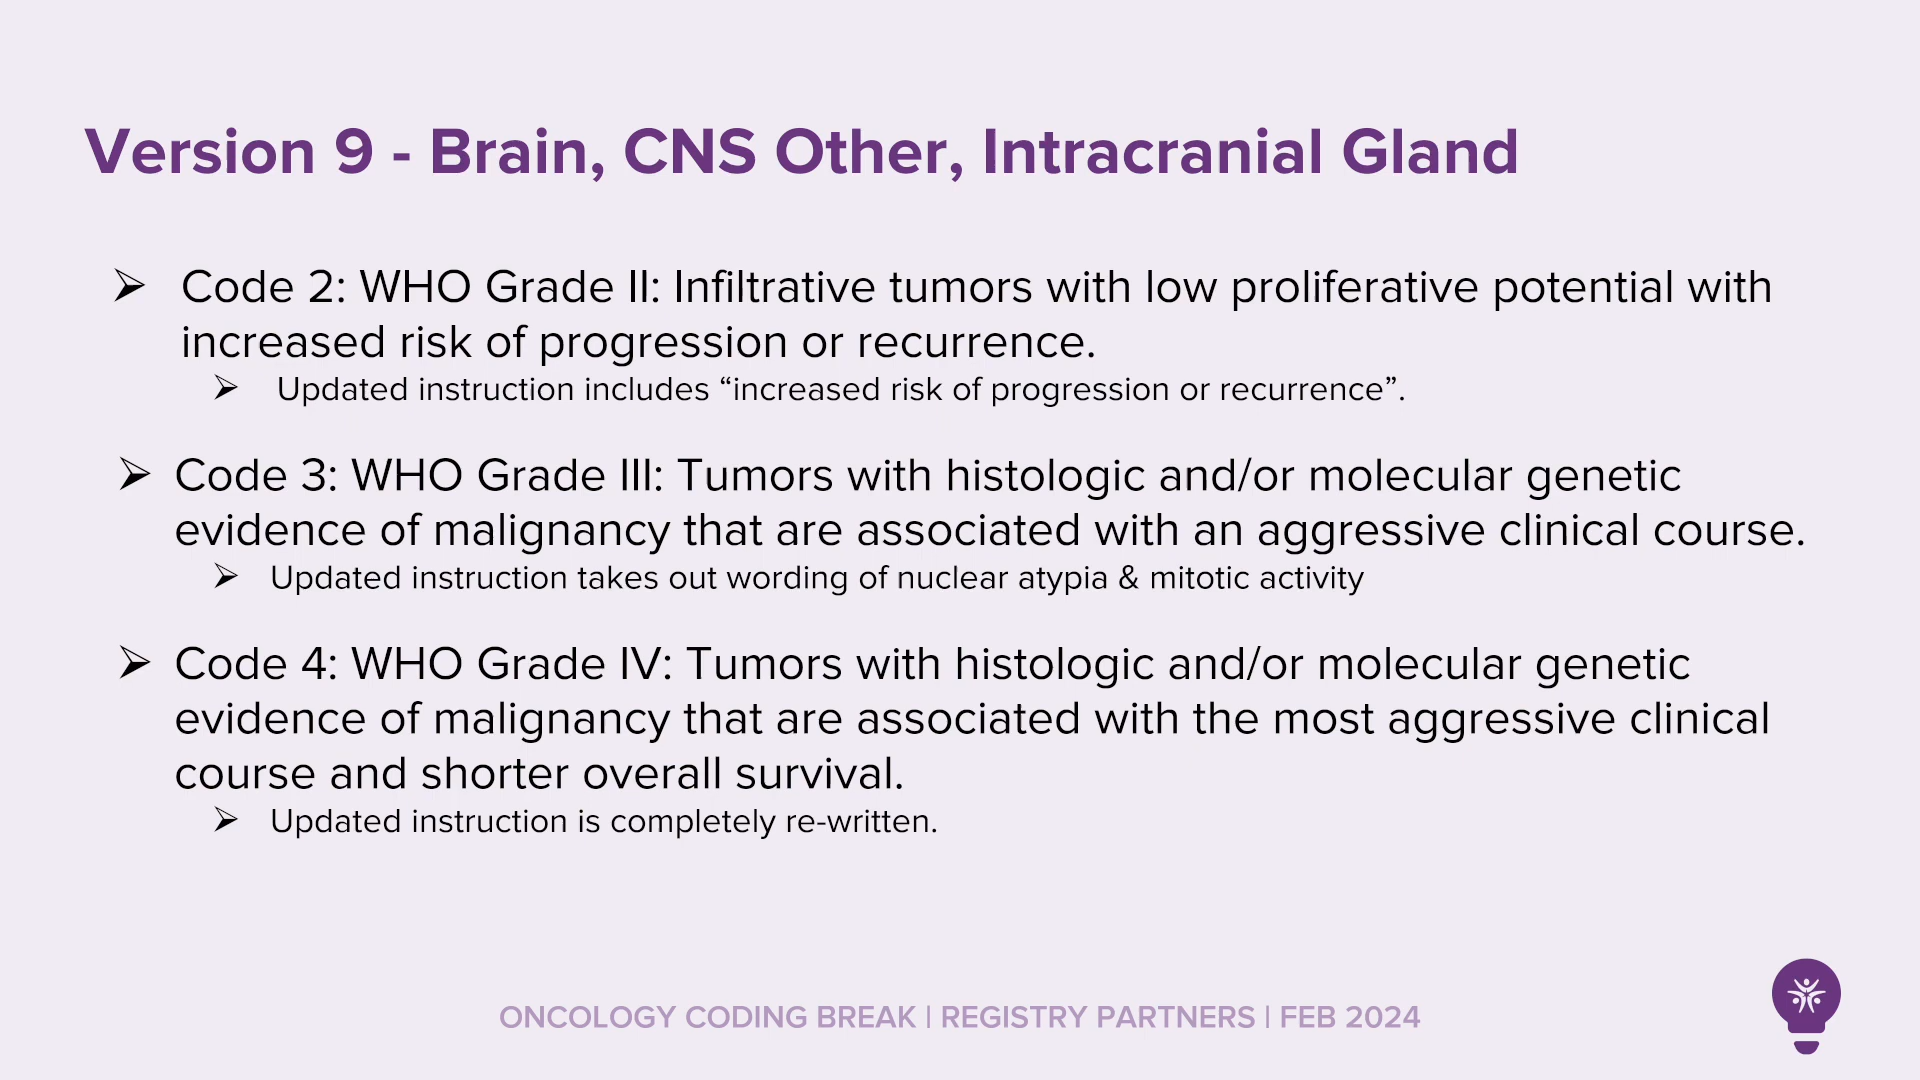 Version 9 - Brain, CNS Other, Intracranial Gland
➢ Code 2: WHO Grade II: Infiltrative tumors with low proliferative potential with
increased risk of progression or recurrence.
➢ Updated instruction includes “increased risk of progression or recurrence”.
➢ Code 3: WHO Grade III: Tumors with histologic and/or molecular genetic
evidence of malignancy that are associated with an aggressive clinical course.
➢ Updated instruction takes out wording of nuclear atypia & mitotic activity
➢ Code 4: WHO Grade IV: Tumors with histologic and/or molecular genetic
evidence of malignancy that are associated with the most aggressive clinical
course and shorter overall survival.
➢ Updated instruction is completely re-written.
ONCOLOGY CODING BREAK | REGISTRY PARTNERS | FEB 2024